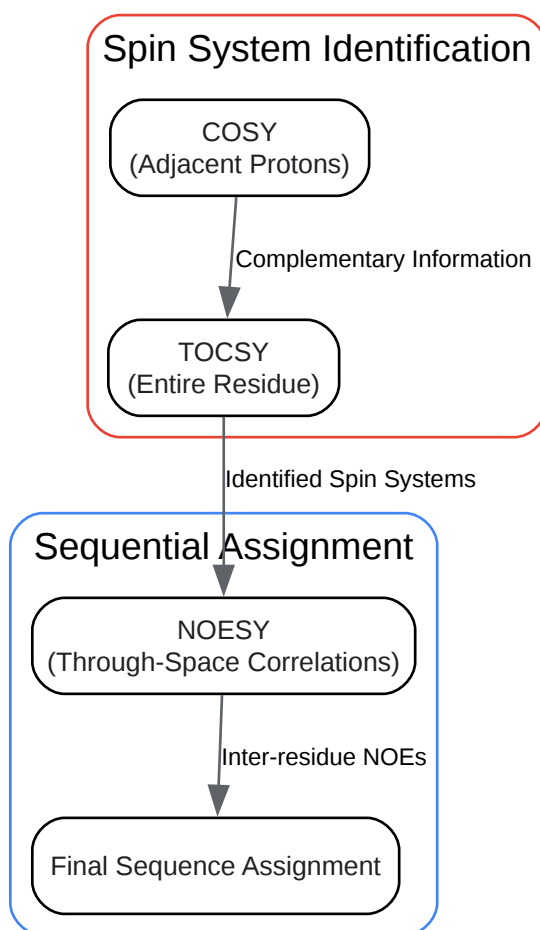 Spin System Identification
COSY
(Adjacent Protons)
Complementary Information
TOCSY
(Entire Residue)
Identified Spin Systems
Sequential Assignment
NOESY
(Through-Space Correlations)
Inter-residue NOEs
Final Sequence Assignment